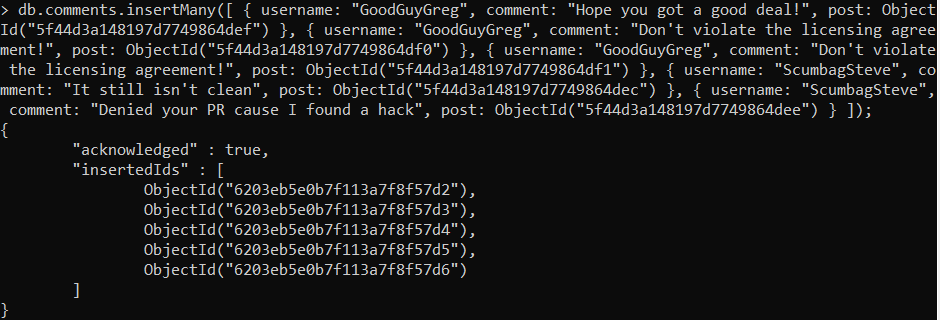 > db.comments.insertMany([ { username: "GoodGuyGreg", comment: "Hope you got a good deal!", post: Object
Id("5f44d3a148197d7749864def") }, { username: "GoodGuyGreg", comment: "Don't violate the licensing agree
ment!", post: ObjectId("5f44d3a148197d7749864df0") }, { username: "GoodGuyGreg", comment: "Don't violate
 the licensing agreement!", post: ObjectId("5f44d3a148197d7749864df1") }, { username: "ScumbagSteve", co
mment: "It still isn't clean", post: ObjectId("5f44d3a148197d7749864dec") }, { username: "ScumbagSteve",
 comment: "Denied your PR cause I found a hack", post: ObjectId("5f44d3a148197d7749864dee") } ]);
{
        "acknowledged" : true,
        "insertedIds" : [
                ObjectId("6203eb5e0b7f113a7f8f57d2"),
                ObjectId("6203eb5e0b7f113a7f8f57d3"),
                ObjectId("6203eb5e0b7f113a7f8f57d4"),
                ObjectId("6203eb5e0b7f113a7f8f57d5"),
                ObjectId("6203eb5e0b7f113a7f8f57d6")
        ]
}